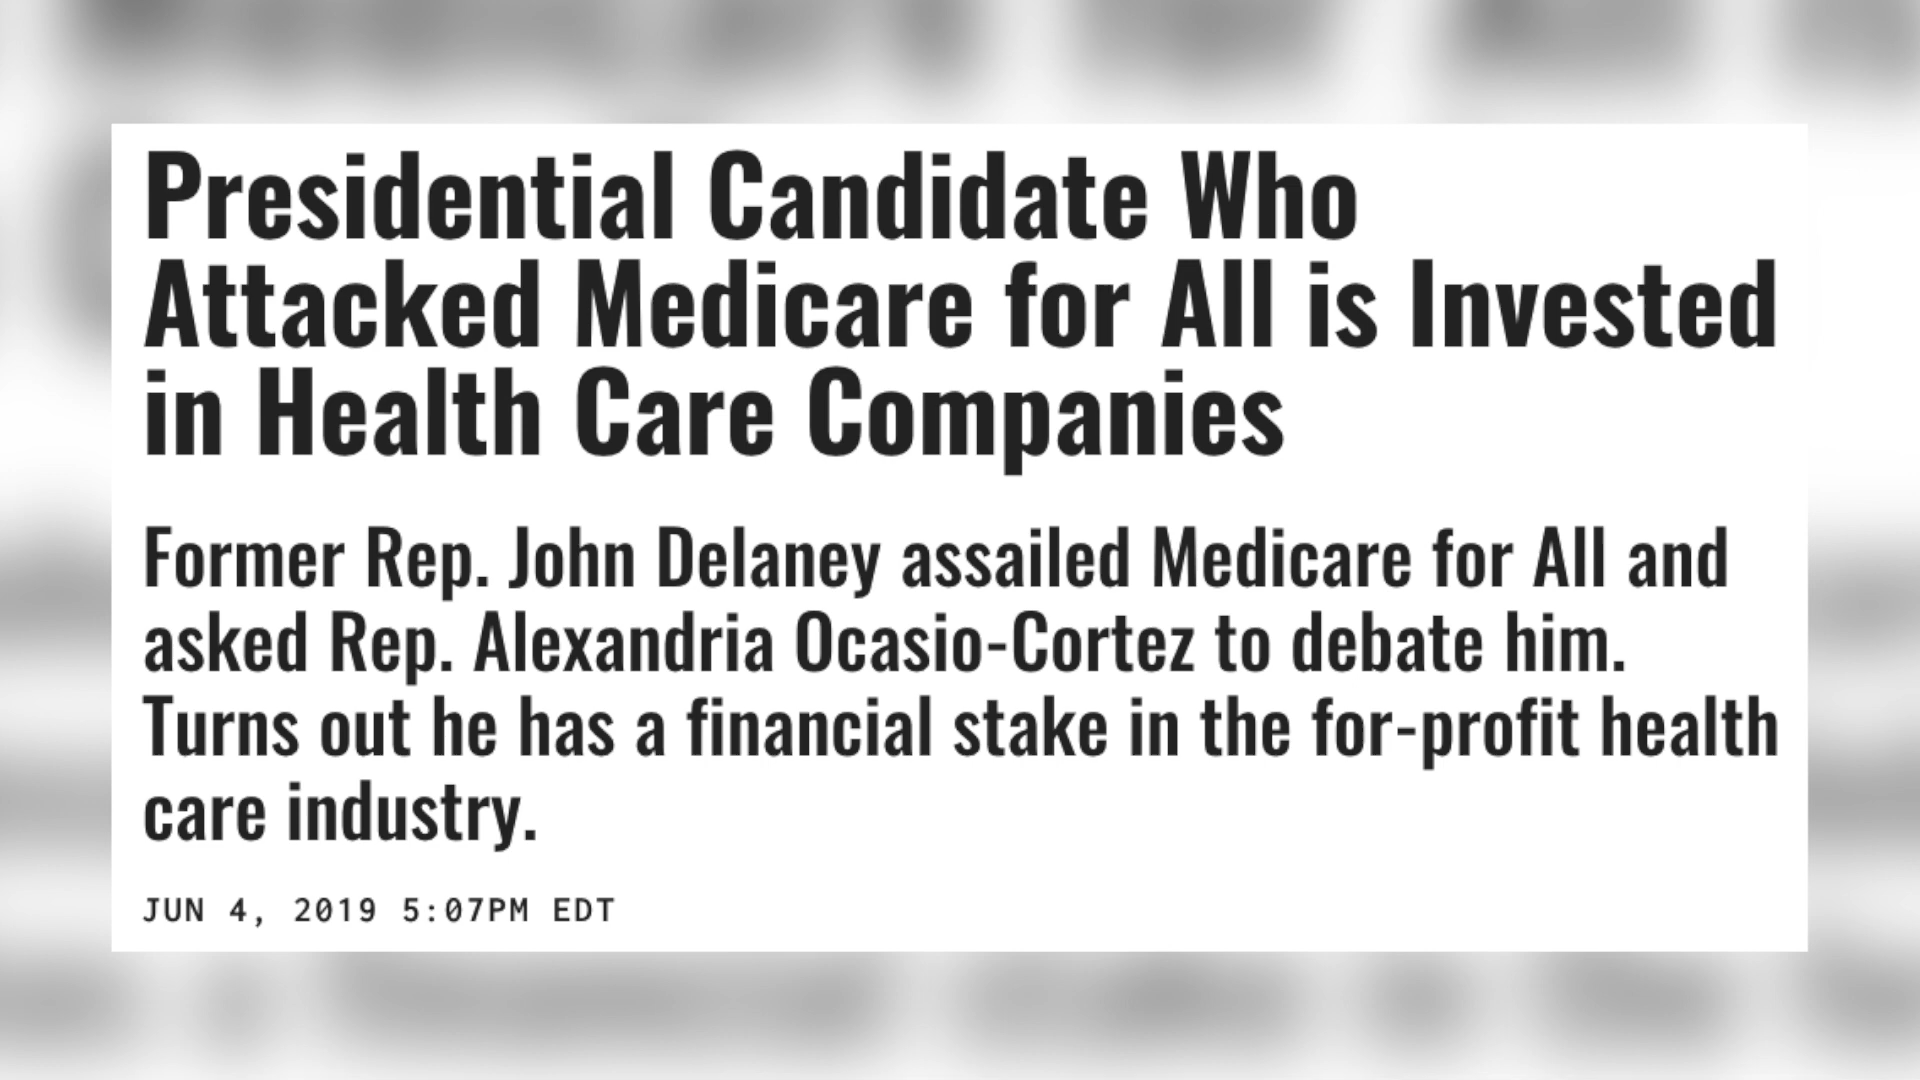 Presidential Candidate Who
Attacked Medicare for All is Invested
in Health Care Companies
Former Rep. John Delaney assailed Medicare for All and
asked Rep. Alexandria Ocasio-Cortez to debate him.
Turns out he has a financial stake in the for-profit health
care industry.
JUN 4, 2019 5:07PM EDT